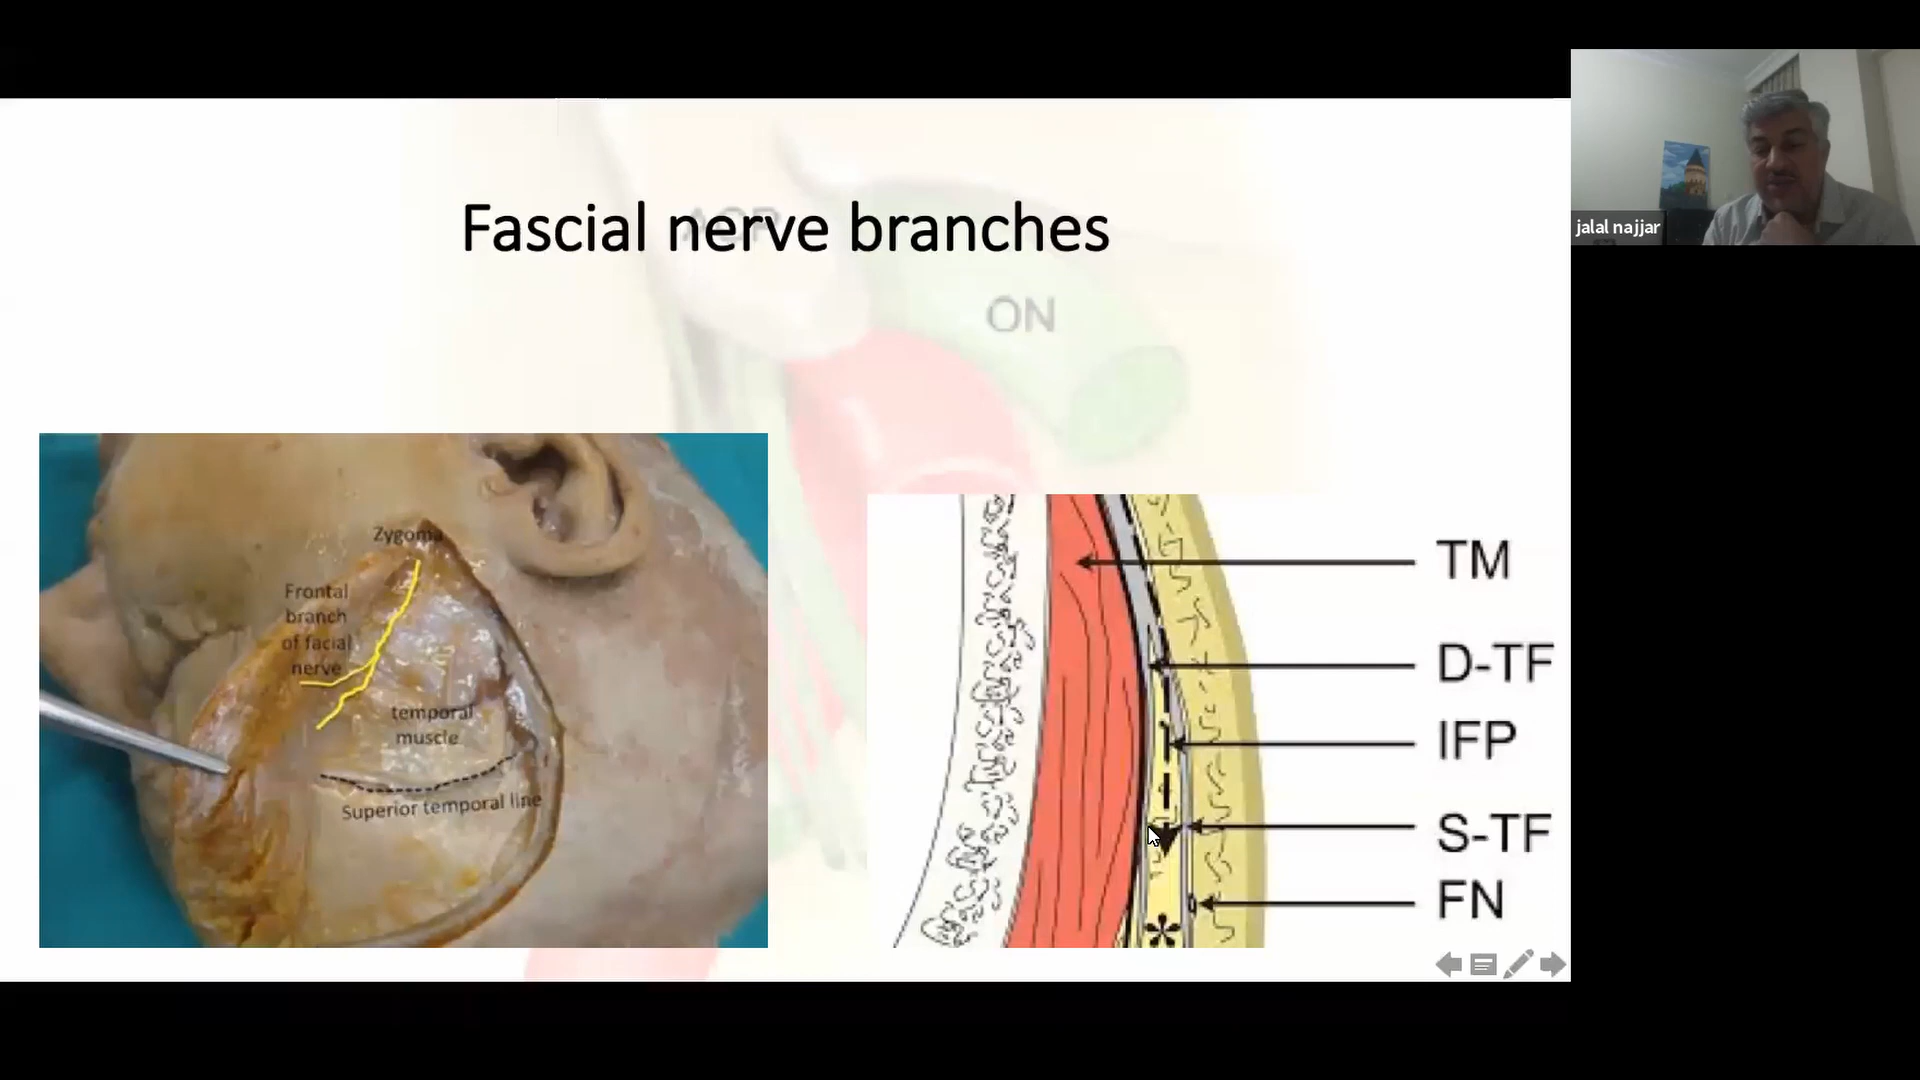 jalal najjar
Fascial nerve branches
ACP
ON
Zygoma
Frontal
branch
of facial
nerve
temporal
muscle
Superior temporal line
TM
D-TF
IFP
S-TF
FN
*